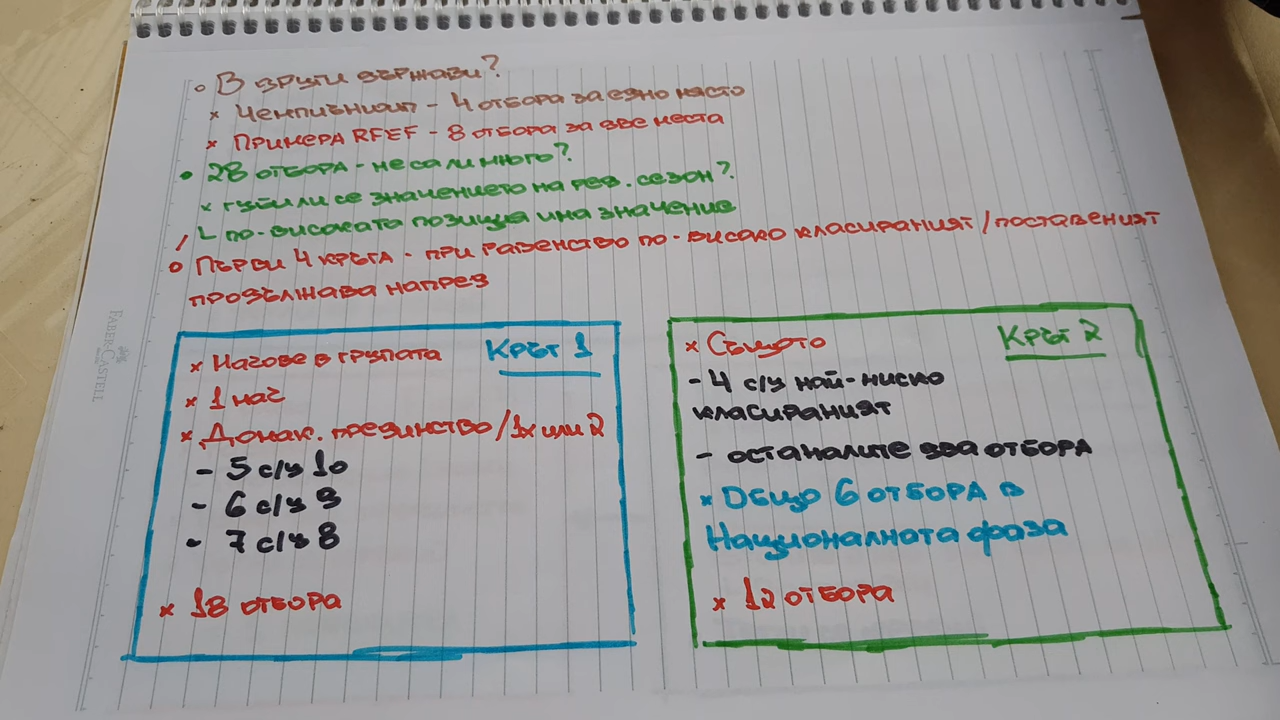 В други държави?
× Чемпиъншип - 4 отбора за едно място
× Примера RFEF - 8 отбора за две места
28 отбора - не са ли много?
× губи ли се значението на ред. сезон?
L по-високата позиция има значение
Първи 4 кръга - при равенство по-високо класираният / поставеният
продължава напред
Кръг 1
× Мачове в групата
× 1 мач
× Домак. предимство / 1х или 2
- 5 с/у 10
- 6 с/у 9
- 7 с/у 8
× 18 отбора
Кръг 2
× Същото
- 4 с/у най-ниско
класираният
- останалите два отбора
× Общо 6 отбора в
Националната фаза
× 12 отбора
FABER-CASTELL